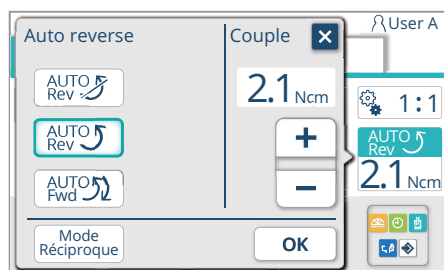 Auto reverse
Couple
User A
AUTO
Rev
2.1 Ncm
1:1
AUTO
Rev
+
AUTO
Rev
2.1 Ncm
AUTO
Fwd
−
Mode
Réciproque
OK